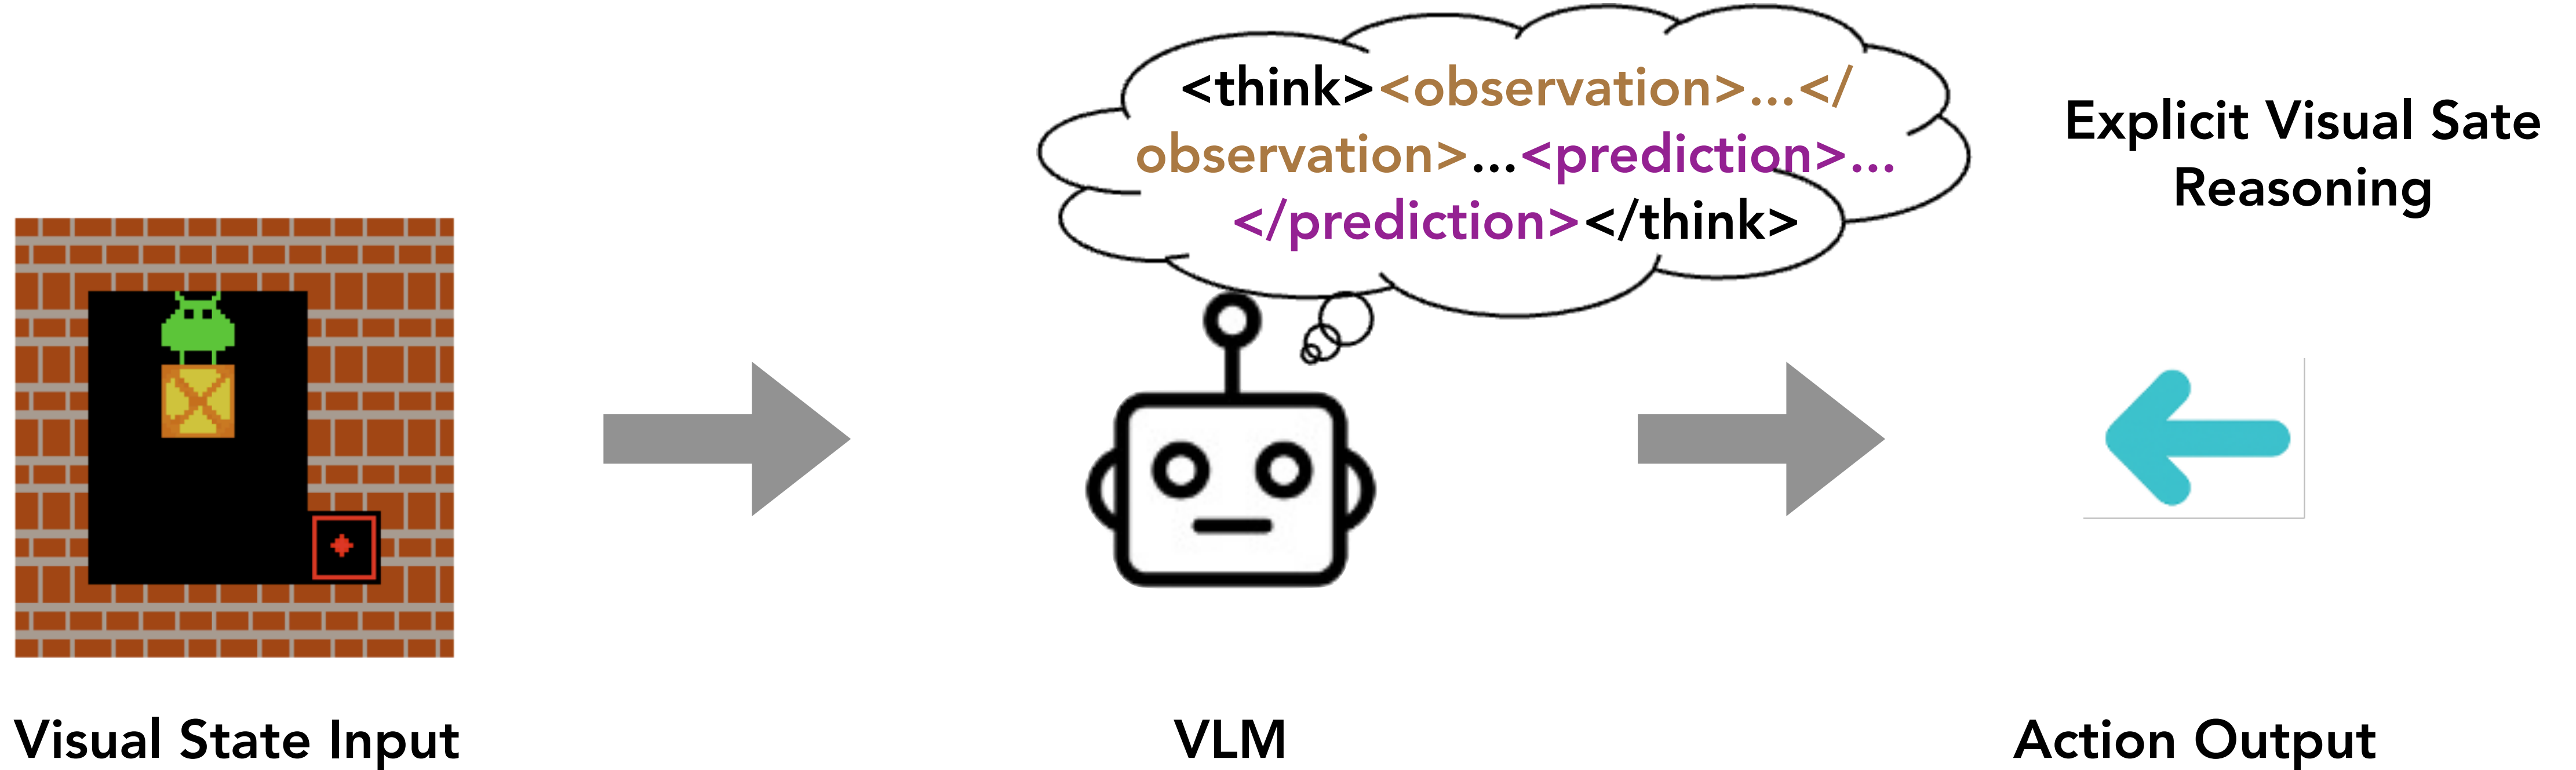 <think><observation>...</
observation>...<prediction>...
</prediction></think>
Explicit Visual Sate
Reasoning
Visual State Input
VLM
Action Output